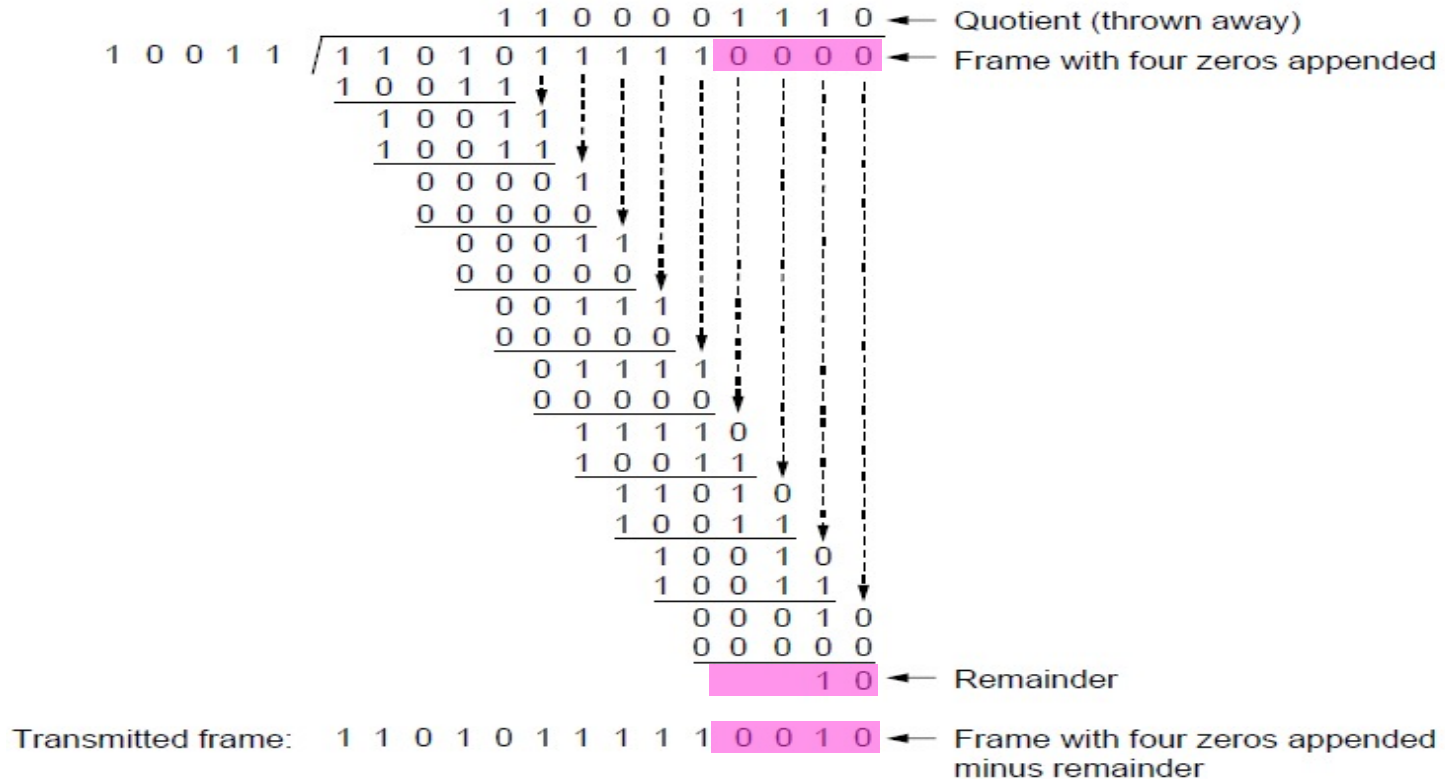 1 1 0 0 0 0 1 1 1 0 Quotient (thrown away)
1 0 0 1 1 1 1 0 1 0 1 1 1 1 1 0 0 0 0 Frame with four zeros appended
1 0 0 1 1
1 0 0 1 1
1 0 0 1 1
0 0 0 0 1
0 0 0 0 0
0 0 0 1 1
0 0 0 0 0
0 0 1 1 1
0 0 0 0 0
0 1 1 1 1
0 0 0 0 0
1 1 1 1 0
1 0 0 1 1
1 1 0 1 0
1 0 0 1 1
1 0 0 1 0
1 0 0 1 1
0 0 0 1 0
0 0 0 0 0
1 0 Remainder
Transmitted frame: 1 1 0 1 0 1 1 1 1 1 0 0 1 0 Frame with four zeros appended
minus remainder